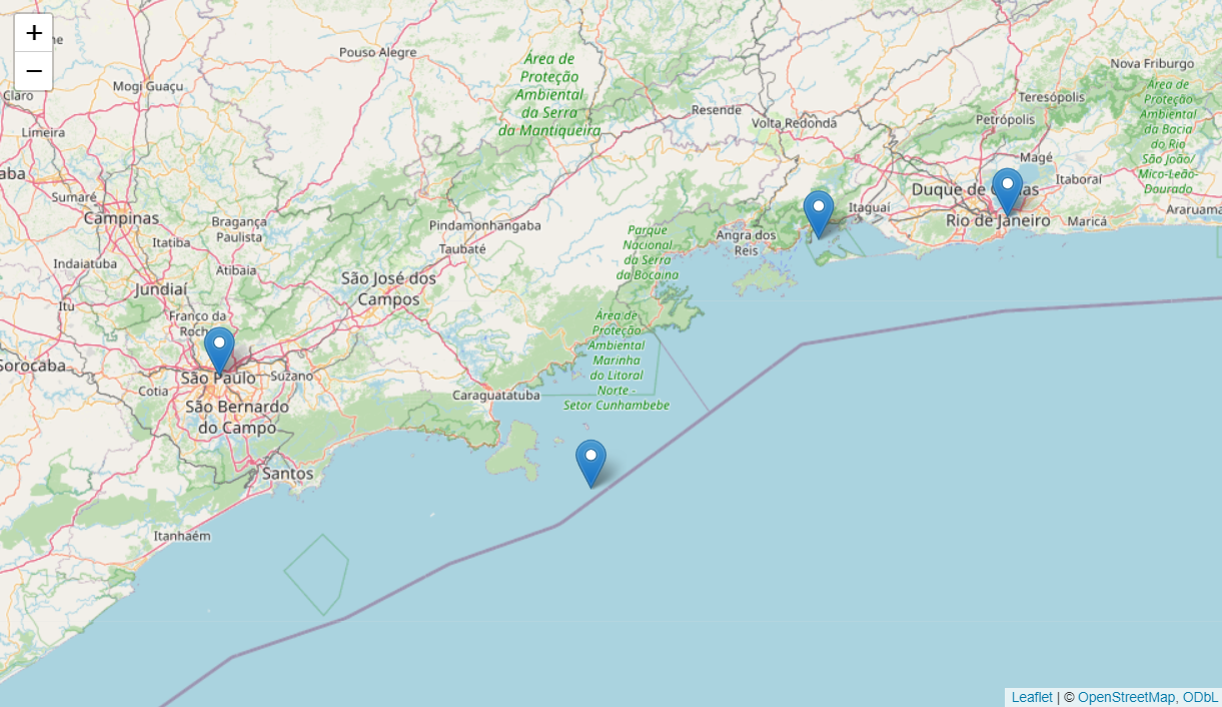 +
−
Claro
Limeira
Mogi Guaçu
Pouso Alegre
Área de
Proteção
Ambiental
da Serra
da Mantiqueira
Resende
Volta Redonda
Nova Friburgo
Teresópolis
Petrópolis
Área de
Proteção
Ambiental
da Bacia
do Rio
São João/
Mico-Leão-
Dourado
Magé
Itaboraí
Duque de
Rio de Janeiro
Maricá
Araruama
Itaguaí
Angra dos
Reis
Sumaré
Campinas
Bragança
Paulista
Itatiba
Indaiatuba
Atibaia
Jundiaí
Itu
Franco da
Pindamonhangaba
Taubaté
São José dos
Campos
Parque
Nacional
da Serra
da Bocaina
Área de
Proteção
Ambiental
Marinha
do Litoral
Norte -
Setor Cunhambebe
Sorocaba
São Paulo
Suzano
Cotia
São Bernardo
do Campo
Caraguatatuba
Santos
Itanhaém
Leaflet | © OpenStreetMap, ODbL